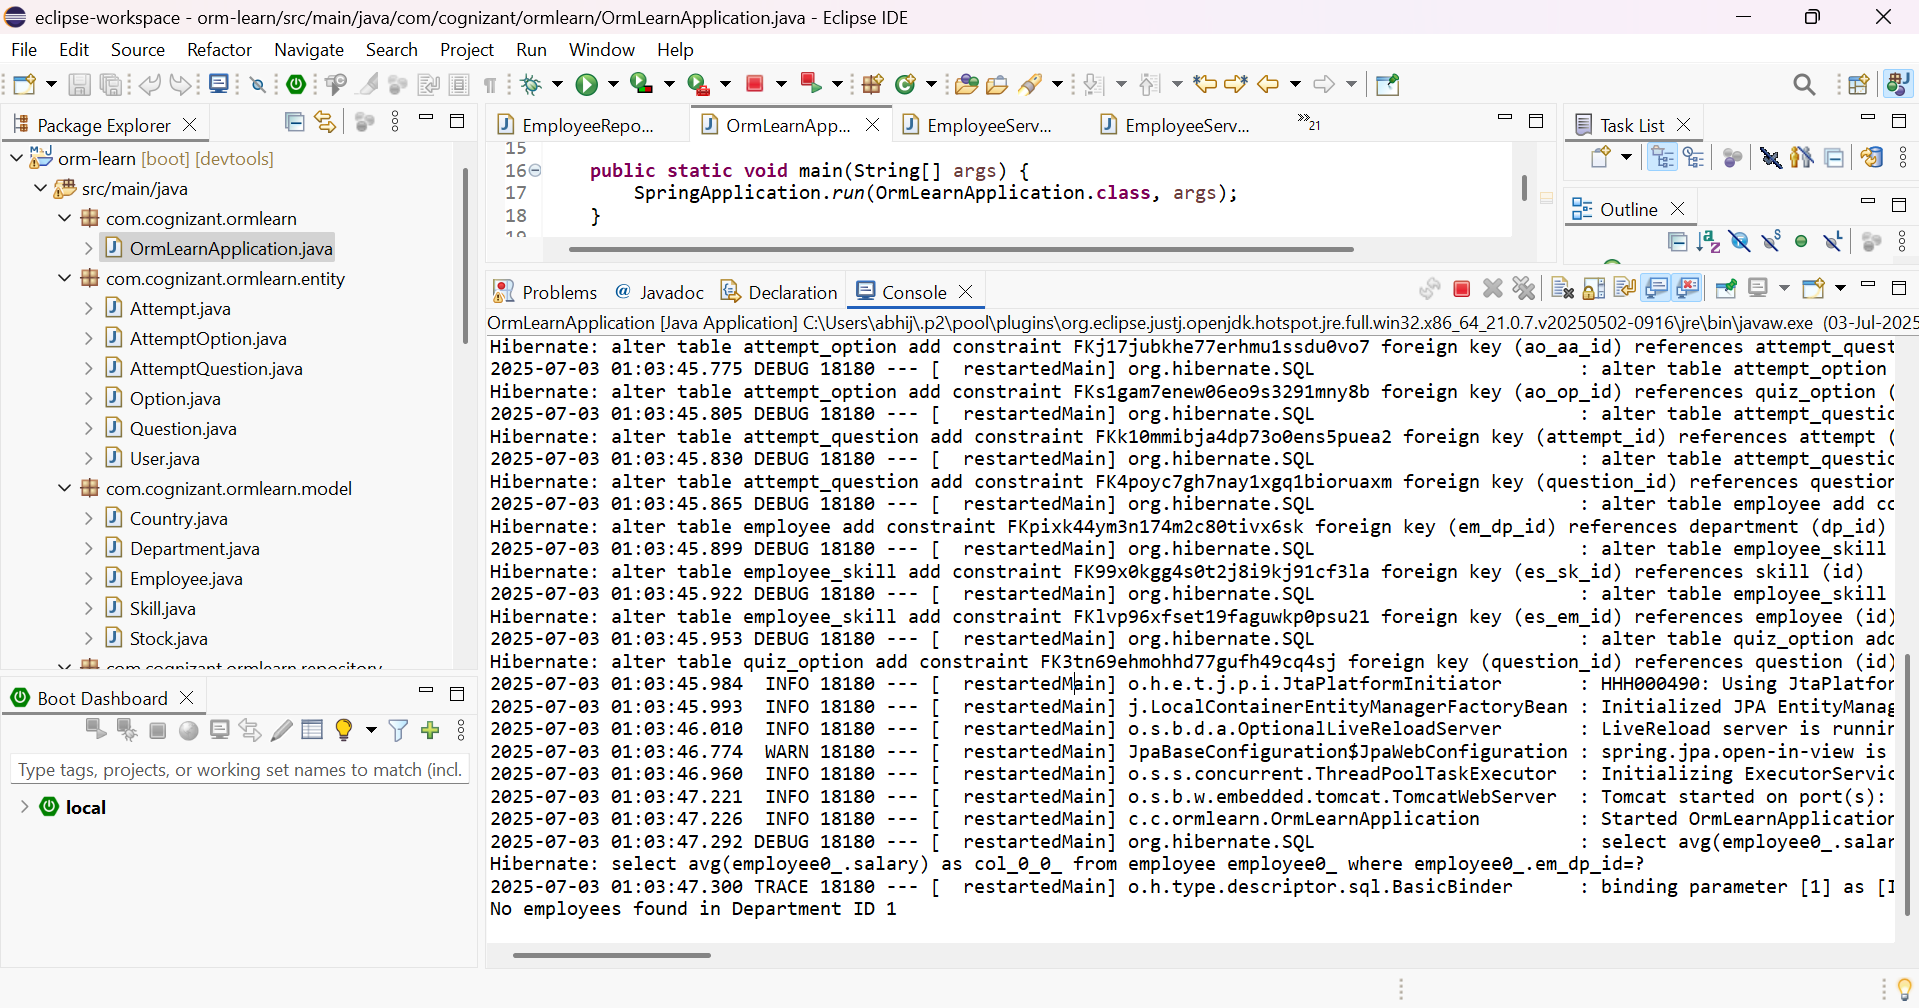 eclipse-workspace - orm-learn/src/main/java/com/cognizant/ormlearn/OrmLearnApplication.java - Eclipse IDE
File Edit Source Refactor Navigate Search Project Run Window Help
Package Explorer
orm-learn [boot] [devtools]
src/main/java
com.cognizant.ormlearn
OrmLearnApplication.java
com.cognizant.ormlearn.entity
Attempt.java
AttemptOption.java
AttemptQuestion.java
Option.java
Question.java
User.java
com.cognizant.ormlearn.model
Country.java
Department.java
Employee.java
Skill.java
Stock.java
com.cognizant.ormlearn.repository
Boot Dashboard
Type tags, projects, or working set names to match (incl.
local
EmployeeRepo... OrmLearnApp... EmployeeServ... EmployeeServ... »21
15
16 public static void main(String[] args) {
17 SpringApplication.run(OrmLearnApplication.class, args);
18 }
19
Task List
Outline
Problems @ Javadoc Declaration Console
OrmLearnApplication [Java Application] C:\Users\abhij\.p2\pool\plugins\org.eclipse.justj.openjdk.hotspot.jre.full.win32.x86_64_21.0.7.v20250502-0916\jre\bin\javaw.exe (03-Jul-2025
Hibernate: alter table attempt_option add constraint FKj17jubkhe77erhmu1ssdu0vo7 foreign key (ao_aa_id) references attempt_quest
2025-07-03 01:03:45.775 DEBUG 18180 --- [ restartedMain] org.hibernate.SQL : alter table attempt_option
Hibernate: alter table attempt_option add constraint FKs1gam7enew06eo9s3291mny8b foreign key (ao_op_id) references quiz_option (
2025-07-03 01:03:45.805 DEBUG 18180 --- [ restartedMain] org.hibernate.SQL : alter table attempt_questic
Hibernate: alter table attempt_question add constraint FKk10mmibja4dp73o0ens5puea2 foreign key (attempt_id) references attempt (
2025-07-03 01:03:45.830 DEBUG 18180 --- [ restartedMain] org.hibernate.SQL : alter table attempt_questic
Hibernate: alter table attempt_question add constraint FK4poyc7gh7nay1xgq1bioruaxm foreign key (question_id) references question
2025-07-03 01:03:45.865 DEBUG 18180 --- [ restartedMain] org.hibernate.SQL : alter table employee add co
Hibernate: alter table employee add constraint FKpixk44ym3n174m2c80tivx6sk foreign key (em_dp_id) references department (dp_id)
2025-07-03 01:03:45.899 DEBUG 18180 --- [ restartedMain] org.hibernate.SQL : alter table employee_skill
Hibernate: alter table employee_skill add constraint FK99x0kgg4s0t2j8i9kj91cf3la foreign key (es_sk_id) references skill (id)
2025-07-03 01:03:45.922 DEBUG 18180 --- [ restartedMain] org.hibernate.SQL : alter table employee_skill
Hibernate: alter table employee_skill add constraint FKlvp96xfset19faguwkp0psu21 foreign key (es_em_id) references employee (id)
2025-07-03 01:03:45.953 DEBUG 18180 --- [ restartedMain] org.hibernate.SQL : alter table quiz_option add
Hibernate: alter table quiz_option add constraint FK3tn69ehmohhd77gufh49cq4sj foreign key (question_id) references question (id)
2025-07-03 01:03:45.984 INFO 18180 --- [ restartedMain] o.h.e.t.j.p.i.JtaPlatformInitiator : HHH000490: Using JtaPlatfor
2025-07-03 01:03:45.993 INFO 18180 --- [ restartedMain] j.LocalContainerEntityManagerFactoryBean : Initialized JPA EntityManag
2025-07-03 01:03:46.010 INFO 18180 --- [ restartedMain] o.s.b.d.a.OptionalLiveReloadServer : LiveReload server is runnin
2025-07-03 01:03:46.774 WARN 18180 --- [ restartedMain] JpaBaseConfiguration$JpaWebConfiguration : spring.jpa.open-in-view is
2025-07-03 01:03:46.960 INFO 18180 --- [ restartedMain] o.s.s.concurrent.ThreadPoolTaskExecutor : Initializing ExecutorServic
2025-07-03 01:03:47.221 INFO 18180 --- [ restartedMain] o.s.b.w.embedded.tomcat.TomcatWebServer : Tomcat started on port(s):
2025-07-03 01:03:47.226 INFO 18180 --- [ restartedMain] c.c.ormlearn.OrmLearnApplication : Started OrmLearnApplication
2025-07-03 01:03:47.292 DEBUG 18180 --- [ restartedMain] org.hibernate.SQL : select avg(employee0_.salar
Hibernate: select avg(employee0_.salary) as col_0_0_ from employee employee0_ where employee0_.em_dp_id=?
2025-07-03 01:03:47.300 TRACE 18180 --- [ restartedMain] o.h.type.descriptor.sql.BasicBinder : binding parameter [1] as [I
No employees found in Department ID 1